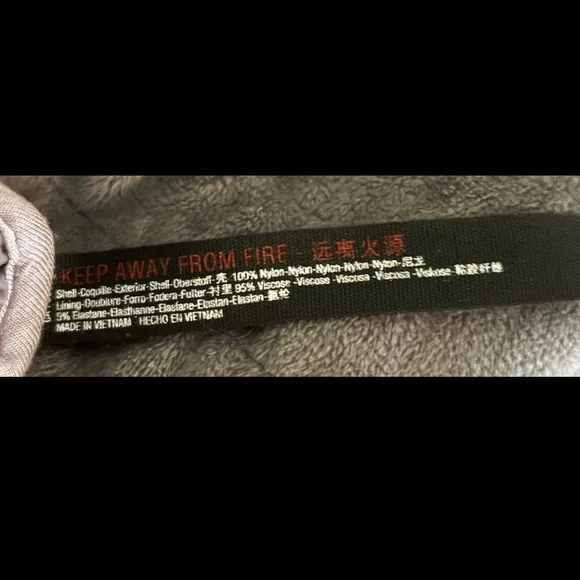 KEEP AWAY FROM FIRE 远离火源
Shell-Coquille-Exterior-Shell-Oberstoff-壳 100% Nylon-Nylon-Nylon-Nylon-Nylon-尼龙
Lining-Doublure-Forro-Fodera-Futter-衬里 95% Viscose -Viscose -Viscosa -Viscosa -Viskose 黏胶纤维
5% Elastane-Elasthanne-Elastano-Elastan-Elastan-氨纶
MADE IN VIETNAM HECHO EN VIETNAM